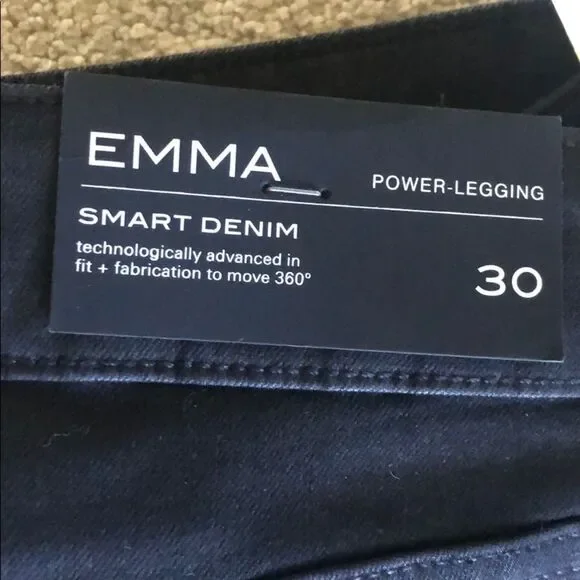 EMMA
POWER-LEGGING
SMART DENIM
technologically advanced in
fit + fabrication to move 360°
30